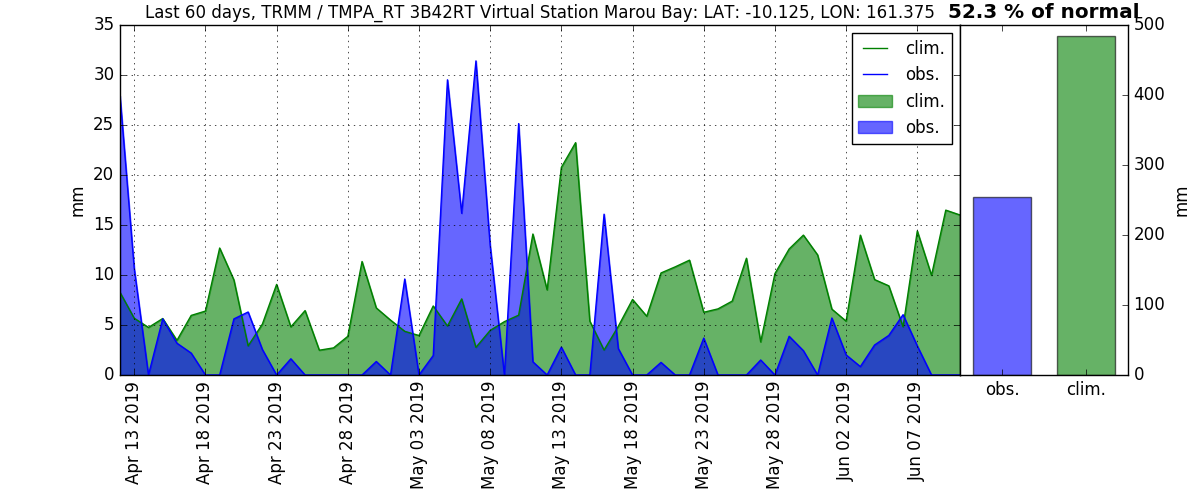 Last 60 days, TRMM / TMPA_RT 3B42RT Virtual Station Marou Bay: LAT: -10.125, LON: 161.375
52.3 % of normal
35
30
25
20
15
10
5
0
mm
clim.
obs.
clim.
obs.
Apr 13 2019
Apr 18 2019
Apr 23 2019
Apr 28 2019
May 03 2019
May 08 2019
May 13 2019
May 18 2019
May 23 2019
May 28 2019
Jun 02 2019
Jun 07 2019
500
400
300
200
100
0
mm
obs.
clim.